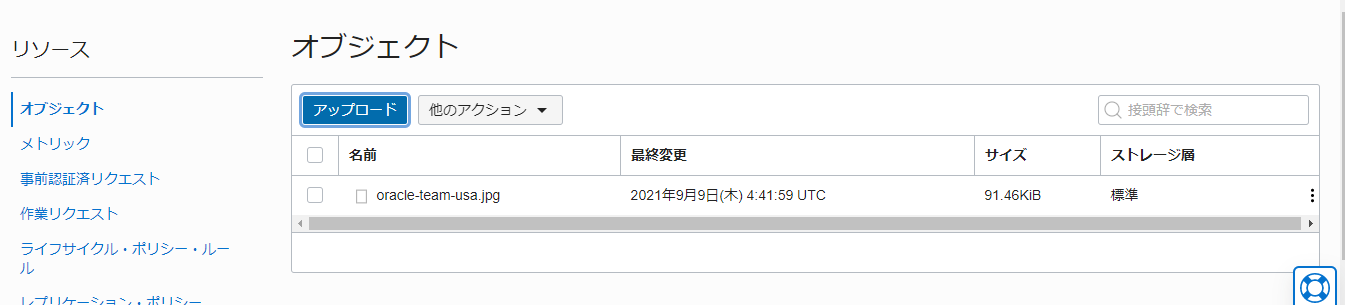 リソース
オブジェクト
メトリック
事前認証済リクエスト
作業リクエスト
ライフサイクル・ポリシー・ルー
ル
レプリケーション・ポリシー
オブジェクト
アップロード 他のアクション 接頭辞で検索
名前 最終変更 サイズ ストレージ層
oracle-team-usa.jpg 2021年9月9日(木) 4:41:59 UTC 91.46KiB 標準